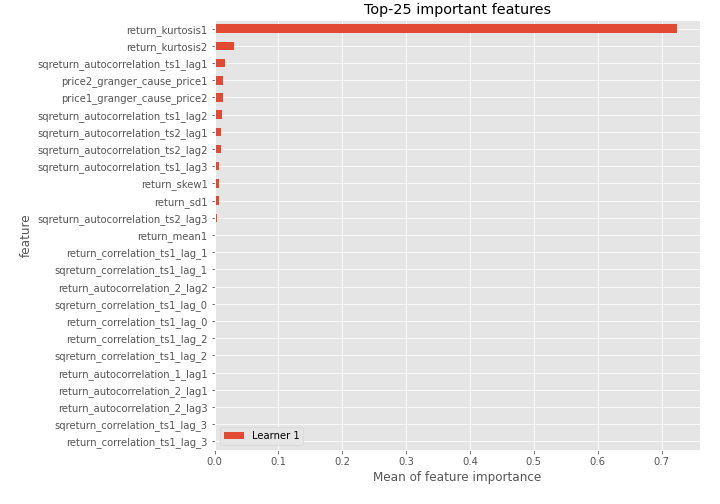 Top-25 important features
return_kurtosis1
return_kurtosis2
sqreturn_autocorrelation_ts1_lag1
price2_granger_cause_price1
price1_granger_cause_price2
sqreturn_autocorrelation_ts1_lag2
sqreturn_autocorrelation_ts2_lag1
sqreturn_autocorrelation_ts2_lag2
sqreturn_autocorrelation_ts1_lag3
return_skew1
return_sd1
sqreturn_autocorrelation_ts2_lag3
return_mean1
return_correlation_ts1_lag_1
sqreturn_correlation_ts1_lag_1
return_autocorrelation_2_lag2
sqreturn_correlation_ts1_lag_0
return_correlation_ts1_lag_0
return_correlation_ts1_lag_2
sqreturn_correlation_ts1_lag_2
return_autocorrelation_1_lag1
return_autocorrelation_2_lag1
return_autocorrelation_2_lag3
sqreturn_correlation_ts1_lag_3
return_correlation_ts1_lag_3
feature
Learner 1
0.0 0.1 0.2 0.3 0.4 0.5 0.6 0.7
Mean of feature importance